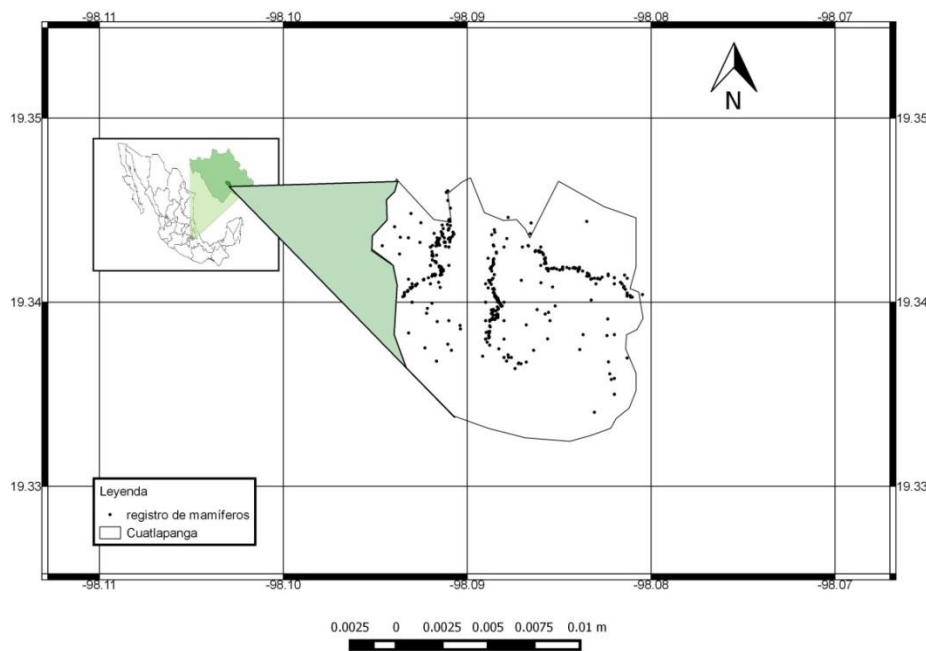 -98.11 -98.10 -98.09 -98.08 -98.07
N
19.35 19.35
19.34 19.34
19.33 19.33
Leyenda
registro de mamíferos
Cuatlapanga
-98.11 -98.10 -98.09 -98.08 -98.07
0.0025 0 0.0025 0.005 0.0075 0.01 m